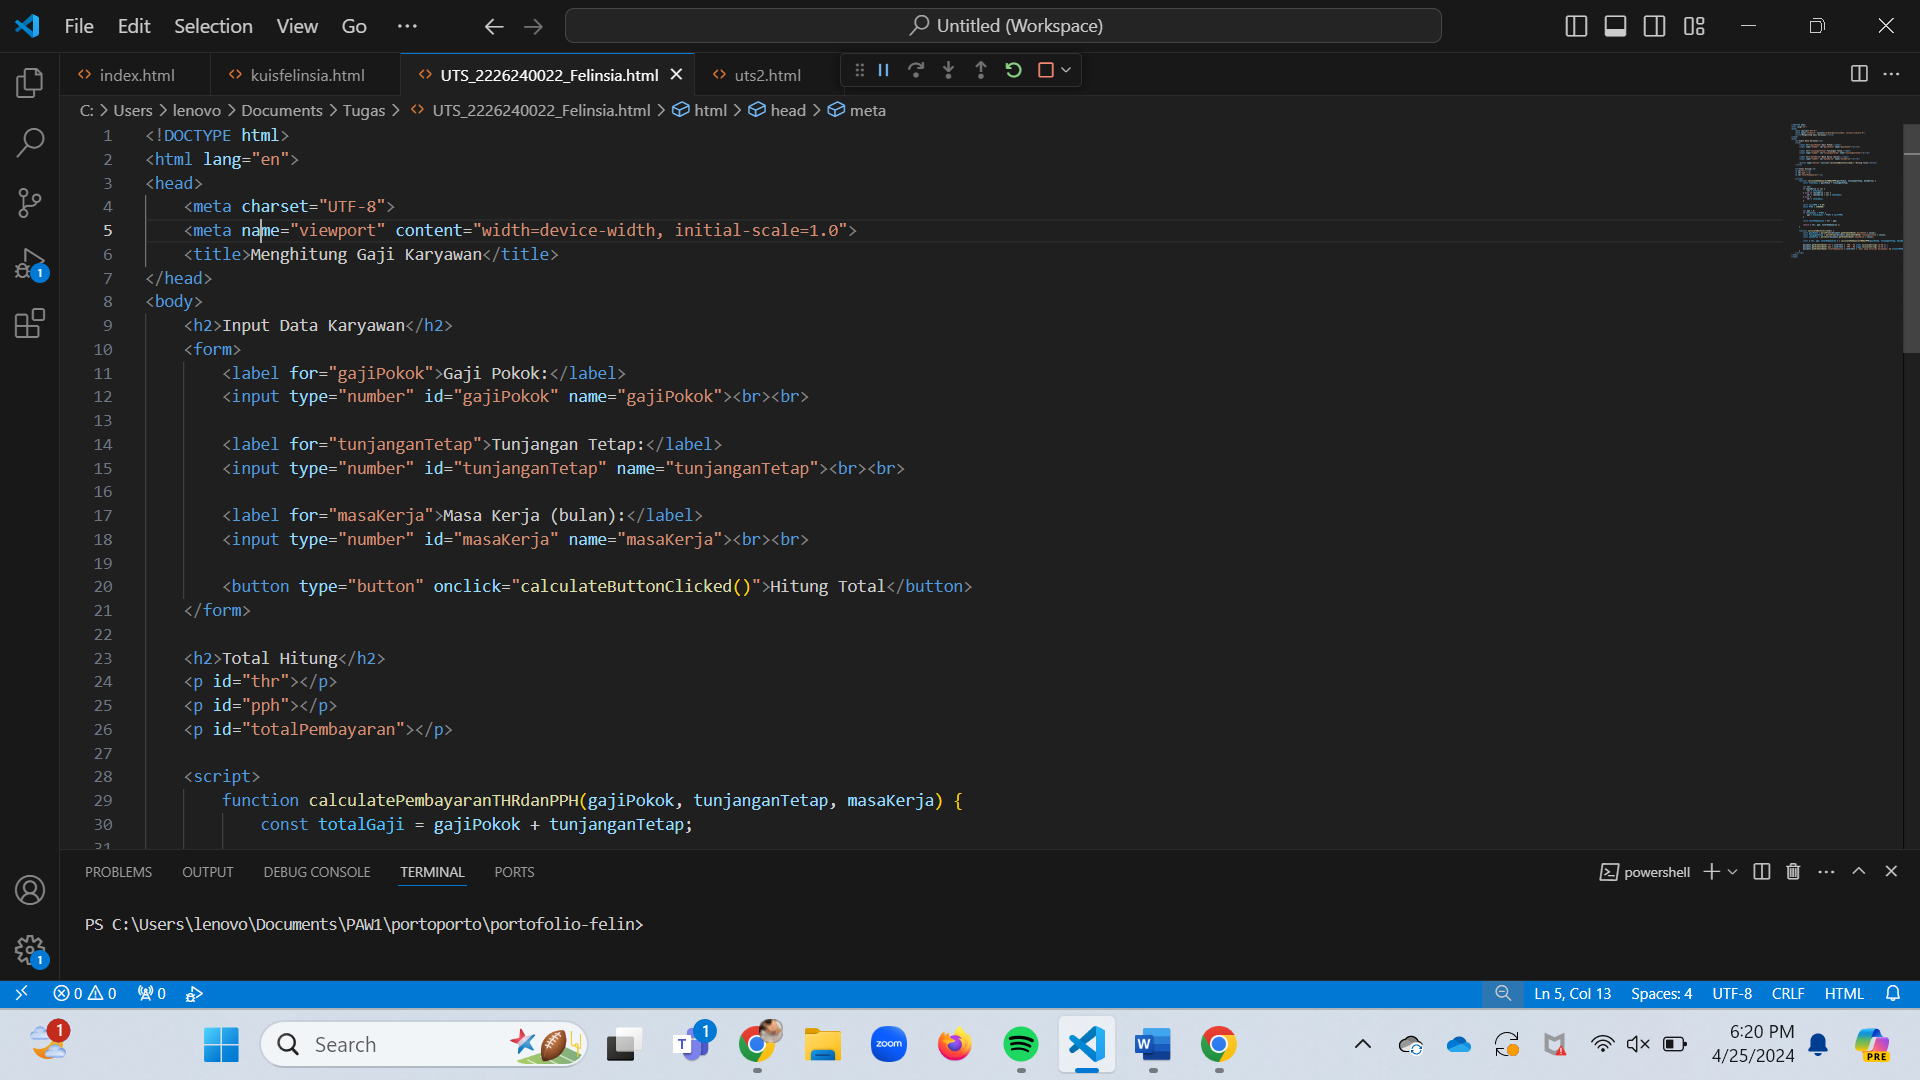 File Edit Selection View Go ··· Untitled (Workspace)
index.html kuisfelinsia.html UTS_2226240022_Felinsia.html uts2.html
C: > Users > lenovo > Documents > Tugas > UTS_2226240022_Felinsia.html > html > head > meta
1 <!DOCTYPE html>
2 <html lang="en">
3 <head>
4 <meta charset="UTF-8">
5 <meta name="viewport" content="width=device-width, initial-scale=1.0">
6 <title>Menghitung Gaji Karyawan</title>
7 </head>
8 <body>
9 <h2>Input Data Karyawan</h2>
10 <form>
11 <label for="gajiPokok">Gaji Pokok:</label>
12 <input type="number" id="gajiPokok" name="gajiPokok"><br><br>
13
14 <label for="tunjanganTetap">Tunjangan Tetap:</label>
15 <input type="number" id="tunjanganTetap" name="tunjanganTetap"><br><br>
16
17 <label for="masaKerja">Masa Kerja (bulan):</label>
18 <input type="number" id="masaKerja" name="masaKerja"><br><br>
19
20 <button type="button" onclick="calculateButtonClicked()">Hitung Total</button>
21 </form>
22
23 <h2>Total Hitung</h2>
24 <p id="thr"></p>
25 <p id="pph"></p>
26 <p id="totalPembayaran"></p>
27
28 <script>
29 function calculatePembayaranTHRdanPPH(gajiPokok, tunjanganTetap, masaKerja) {
30 const totalGaji = gajiPokok + tunjanganTetap;
31
1
1
PROBLEMS OUTPUT DEBUG CONSOLE TERMINAL PORTS powershell
PS C:\Users\lenovo\Documents\PAW1\portoporto\portofolio-felin>
0 0 0 Ln 5, Col 13 Spaces: 4 UTF-8 CRLF HTML
1 Search T 1 zoom W PRE
6:20 PM
4/25/2024